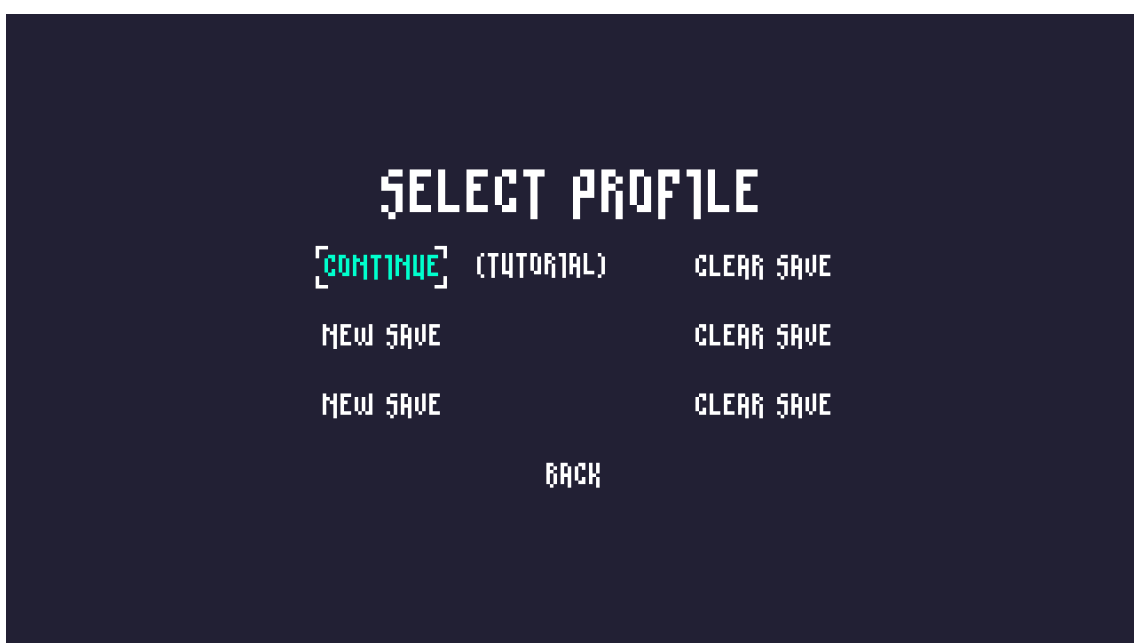 SELECT PROFILE
CONTINUE (TUTORIAL) CLEAR SAVE
NEW SAVE CLEAR SAVE
NEW SAVE CLEAR SAVE
BACK